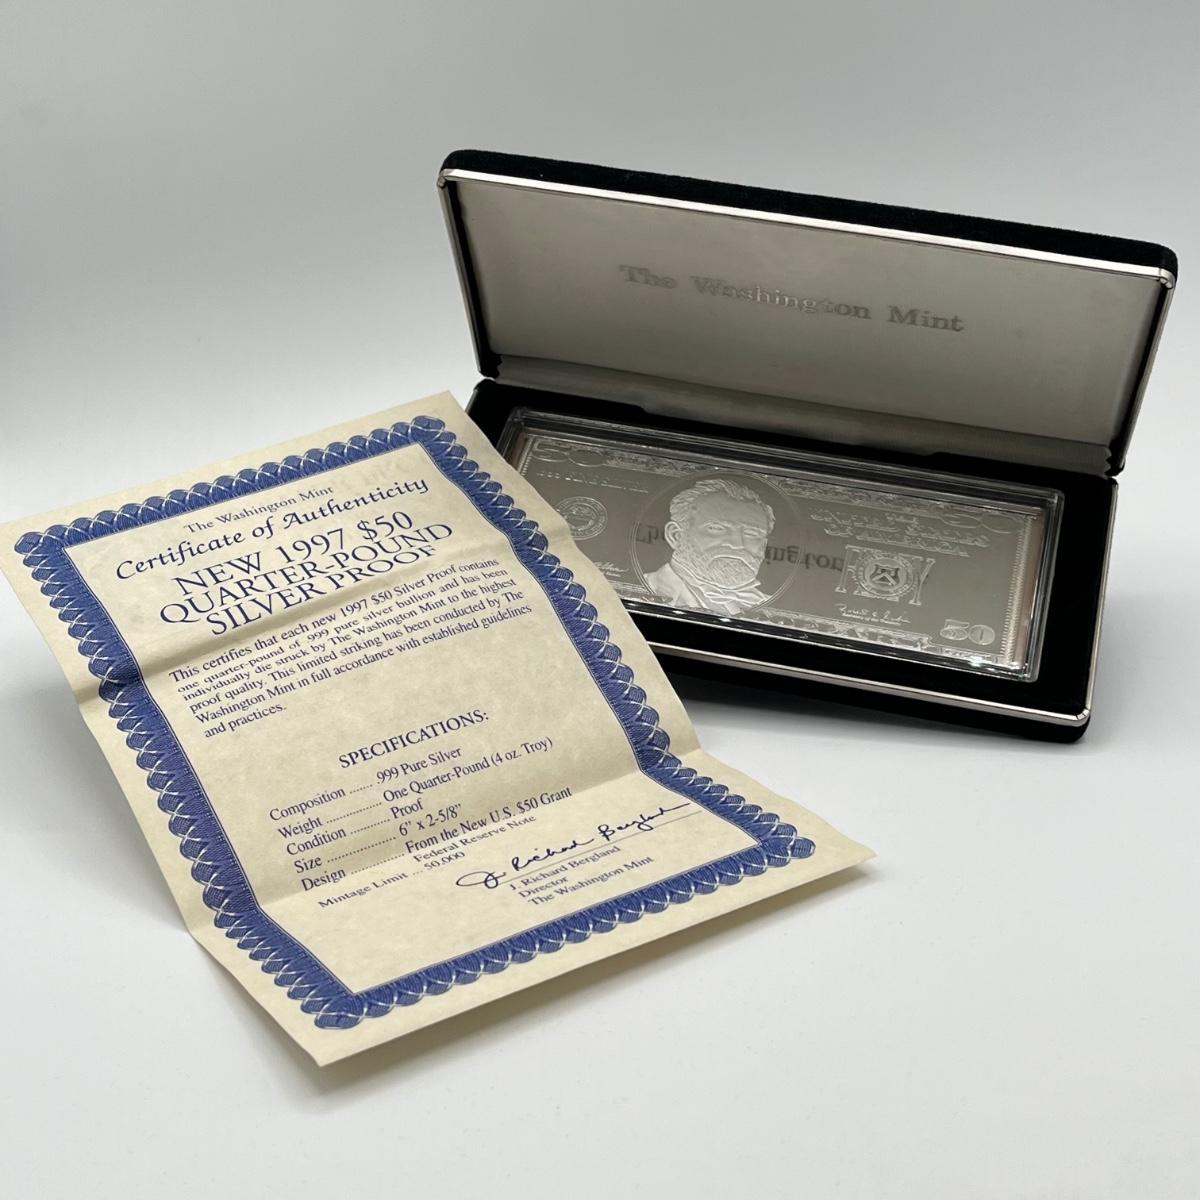 The Washington Mint
The Washington Mint
Certificate of Authenticity
NEW 1997 $50
QUARTER-POUND
SILVER PROOF
This certifies that each new 1997 $50 Silver Proof contains
one quarter-pound of .999 pure silver bullion and has been
individually die struck by The Washington Mint to the highest
proof quality. This limited striking has been conducted by The
Washington Mint in full accordance with established guidelines
and practices.
SPECIFICATIONS:
Composition ....... .999 Pure Silver
Weight ................ One Quarter-Pound (4 oz. Troy)
Condition ........... Proof
Size ................... 6" x 2-5/8"
Design ............... From the New U.S. $50 Grant
Federal Reserve Note
Mintage Limit ... 50,000
J. Richard Bergland
J. Richard Bergland
Director
The Washington Mint
50
.999 FINE SILVER
50